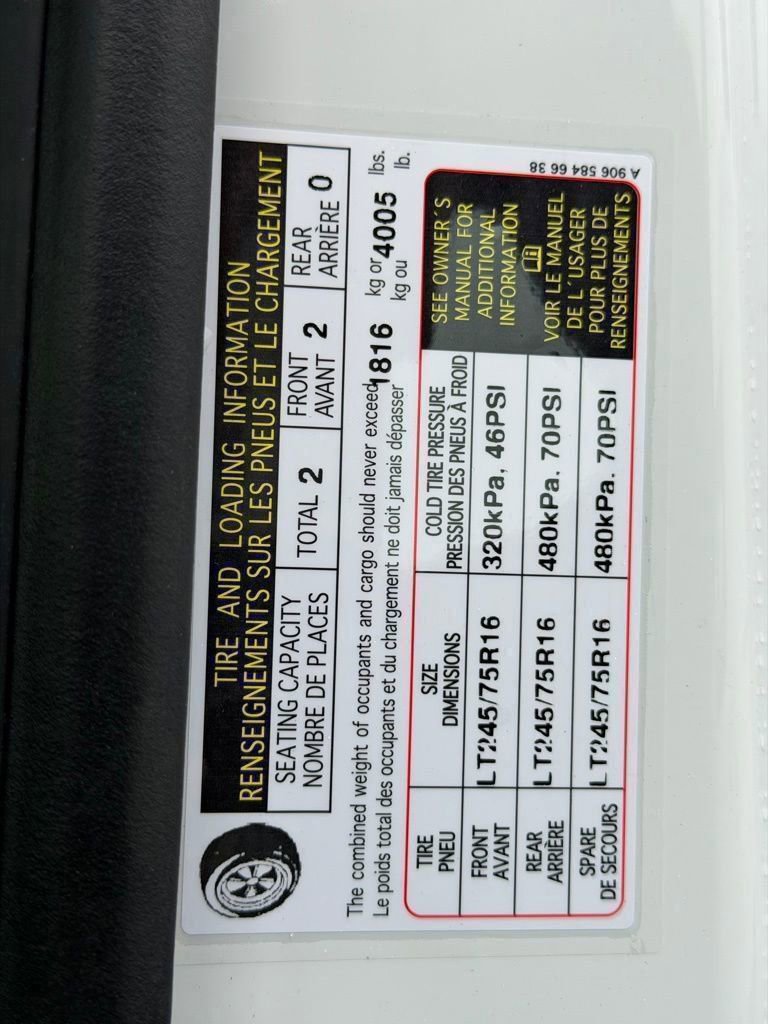 TIRE AND LOADING INFORMATION
RENSEIGNEMENTS SUR LES PNEUS ET LE CHARGEMENT
SEATING CAPACITY
NOMBRE DE PLACES
TOTAL 2
FRONT
AVANT 2
REAR
ARRIÈRE 0
The combined weight of occupants and cargo should never exceed 1816 kg or 4005 lbs.
Le poids total des occupants et du chargement ne doit jamais dépasser kg ou lb.
TIRE
PNEU
SIZE
DIMENSIONS
COLD TIRE PRESSURE
PRESSION DES PNEUS À FROID
FRONT
AVANT
LT245/75R16
320kPa, 46PSI
REAR
ARRIÈRE
LT245/75R16
480kPa. 70PSI
SPARE
DE SECOURS
LT245/75R16
480kPa. 70PSI
SEE OWNER´S
MANUAL FOR
ADDITIONAL
INFORMATION
VOIR LE MANUEL
DE L´USAGER
POUR PLUS DE
RENSEIGNEMENTS
A 906 584 66 38